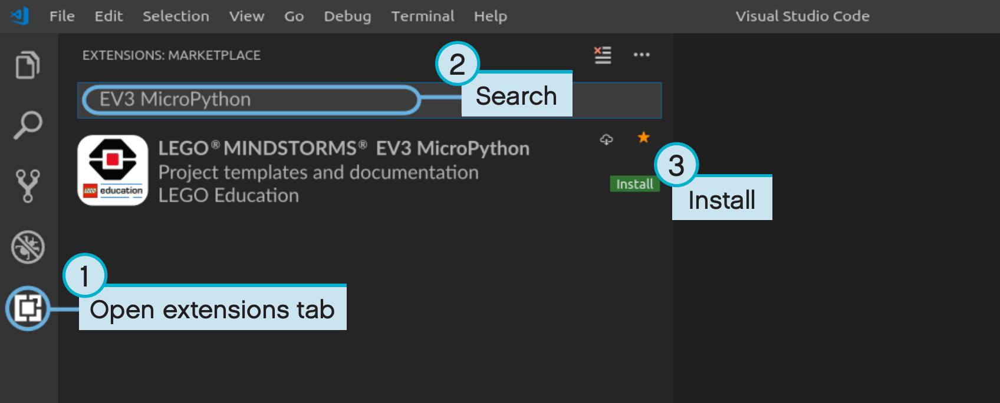 File Edit Selection View Go Debug Terminal Help Visual Studio Code
EXTENSIONS: MARKETPLACE
2
EV3 MicroPython
Search
LEGO® MINDSTORMS® EV3 MicroPython
Project templates and documentation
LEGO Education
LEGO education
Install
3
Install
1
Open extensions tab